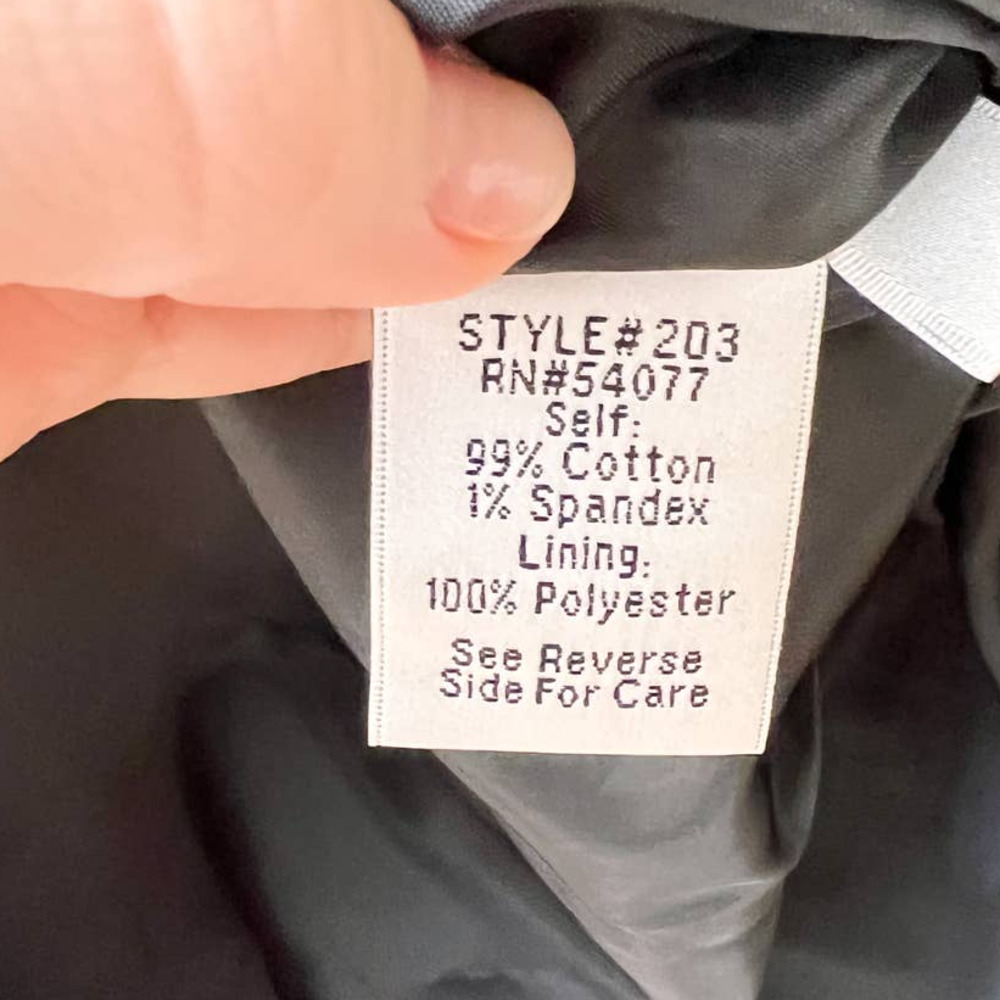 STYLE# 203
RN#54077
Self:
99% Cotton
1% Spandex
Lining:
100% Polyester
See Reverse
Side For Care